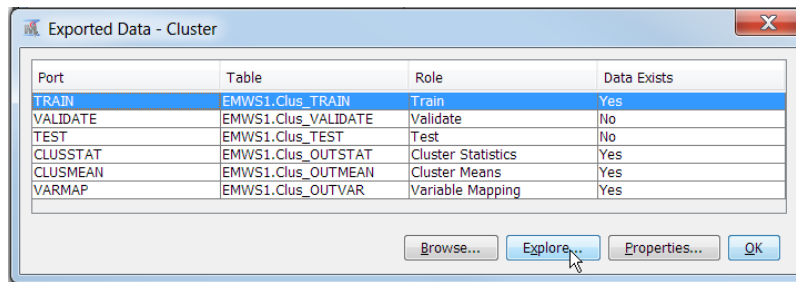 Exported Data - Cluster
Port Table Role Data Exists
TRAIN EMWS1.Clus_TRAIN Train Yes
VALIDATE EMWS1.Clus_VALIDATE Validate No
TEST EMWS1.Clus_TEST Test No
CLUSSTAT EMWS1.Clus_OUTSTAT Cluster Statistics Yes
CLUSMEAN EMWS1.Clus_OUTMEAN Cluster Means Yes
VARMAP EMWS1.Clus_OUTVAR Variable Mapping Yes
Browse... Explore... Properties... OK